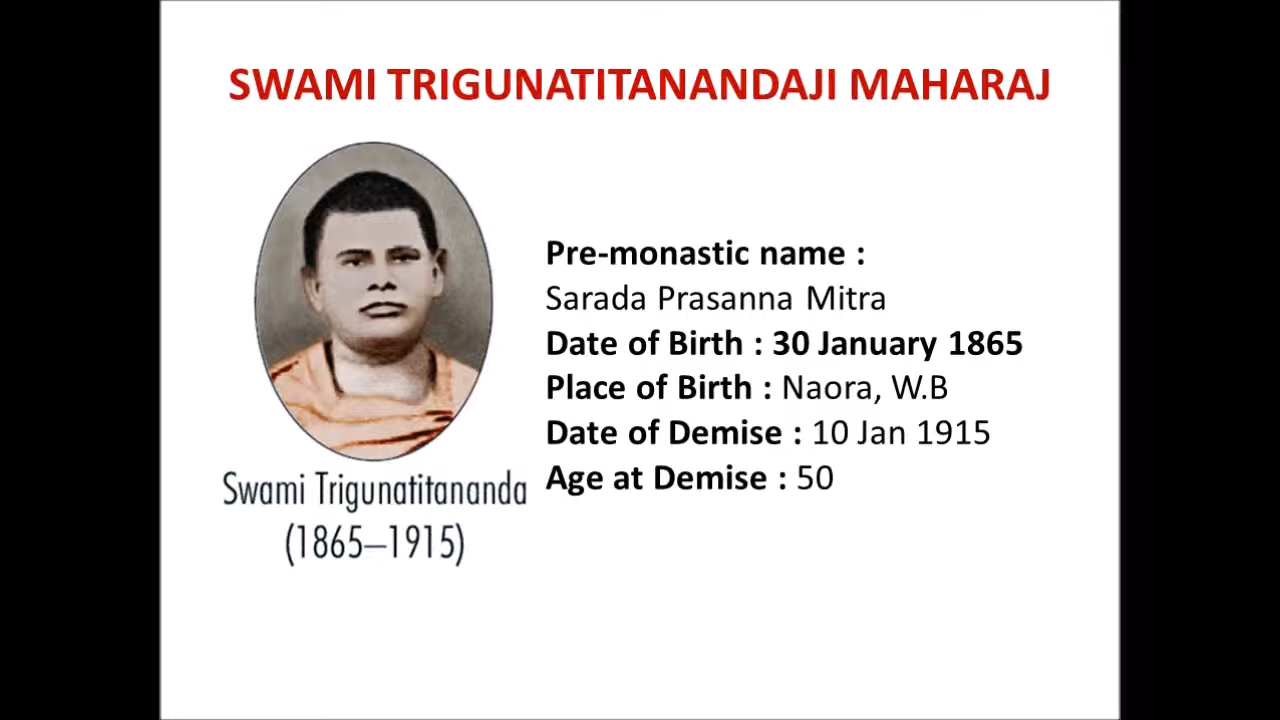 SWAMI TRIGUNATITANANDAJI MAHARAJ
Swami Trigunatitananda
(1865–1915)
Pre-monastic name :
Sarada Prasanna Mitra
Date of Birth : 30 January 1865
Place of Birth : Naora, W.B
Date of Demise : 10 Jan 1915
Age at Demise : 50